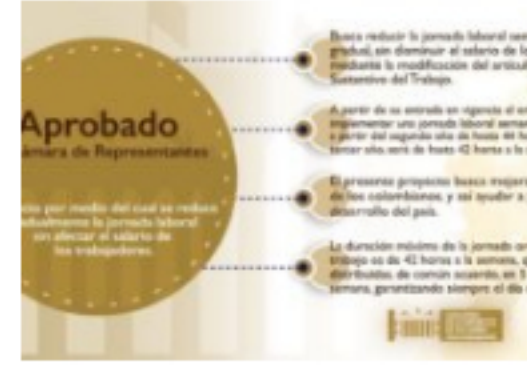 Aprobado
Cámara de Representantes
por medio del cual se reduce
gradualmente la jornada laboral
sin afectar el salario de
los trabajadores.
Busca reducir la jornada laboral
gradual, sin disminuir el salario de
mediante la modificación del
Sustantivo del Trabajo.
A partir de su entrada en vigencia el
implementar una jornada laboral
a partir del segundo año de hasta 44
tercer año, será de hasta 42 horas a la
El presente proyecto busca
de los colombianos, y así ayudar a
desarrollo del país.
La duración máxima de la jornada
trabajo es de 42 horas a la semana,
distribuidas, de común acuerdo, en
semana, garantizando siempre el día